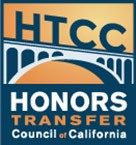 HTCC
HONORS
TRANSFER
Council of California